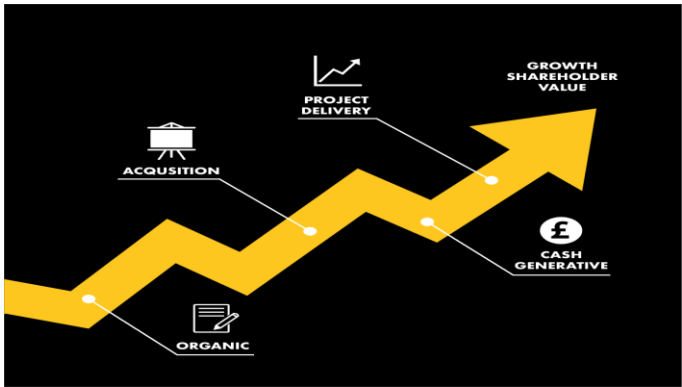 GROWTH
SHAREHOLDER
VALUE
PROJECT
DELIVERY
ACQUSITION
£
CASH
GENERATIVE
ORGANIC